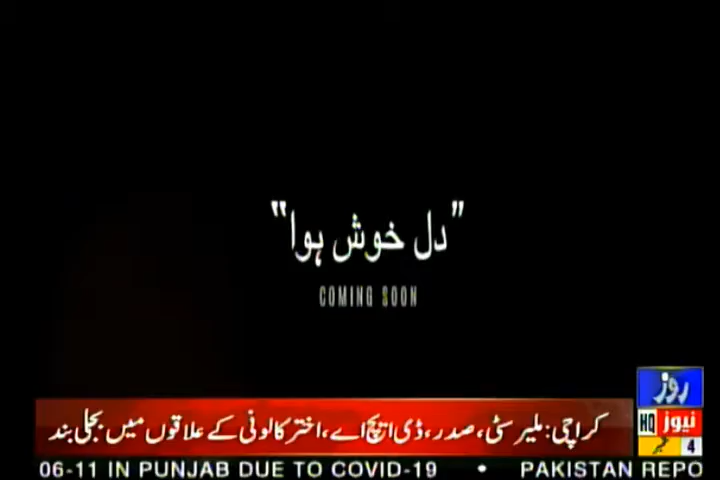 "دل خوش ہوا"
COMING SOON
روز
کراچی: ملیر سٹی، صدر، ڈی ایچ اے، اختر کالونی کے علاقوں میں بجلی بند
HQ نیوز
خبر 4
06-11 IN PUNJAB DUE TO COVID-19 • PAKISTAN REPO